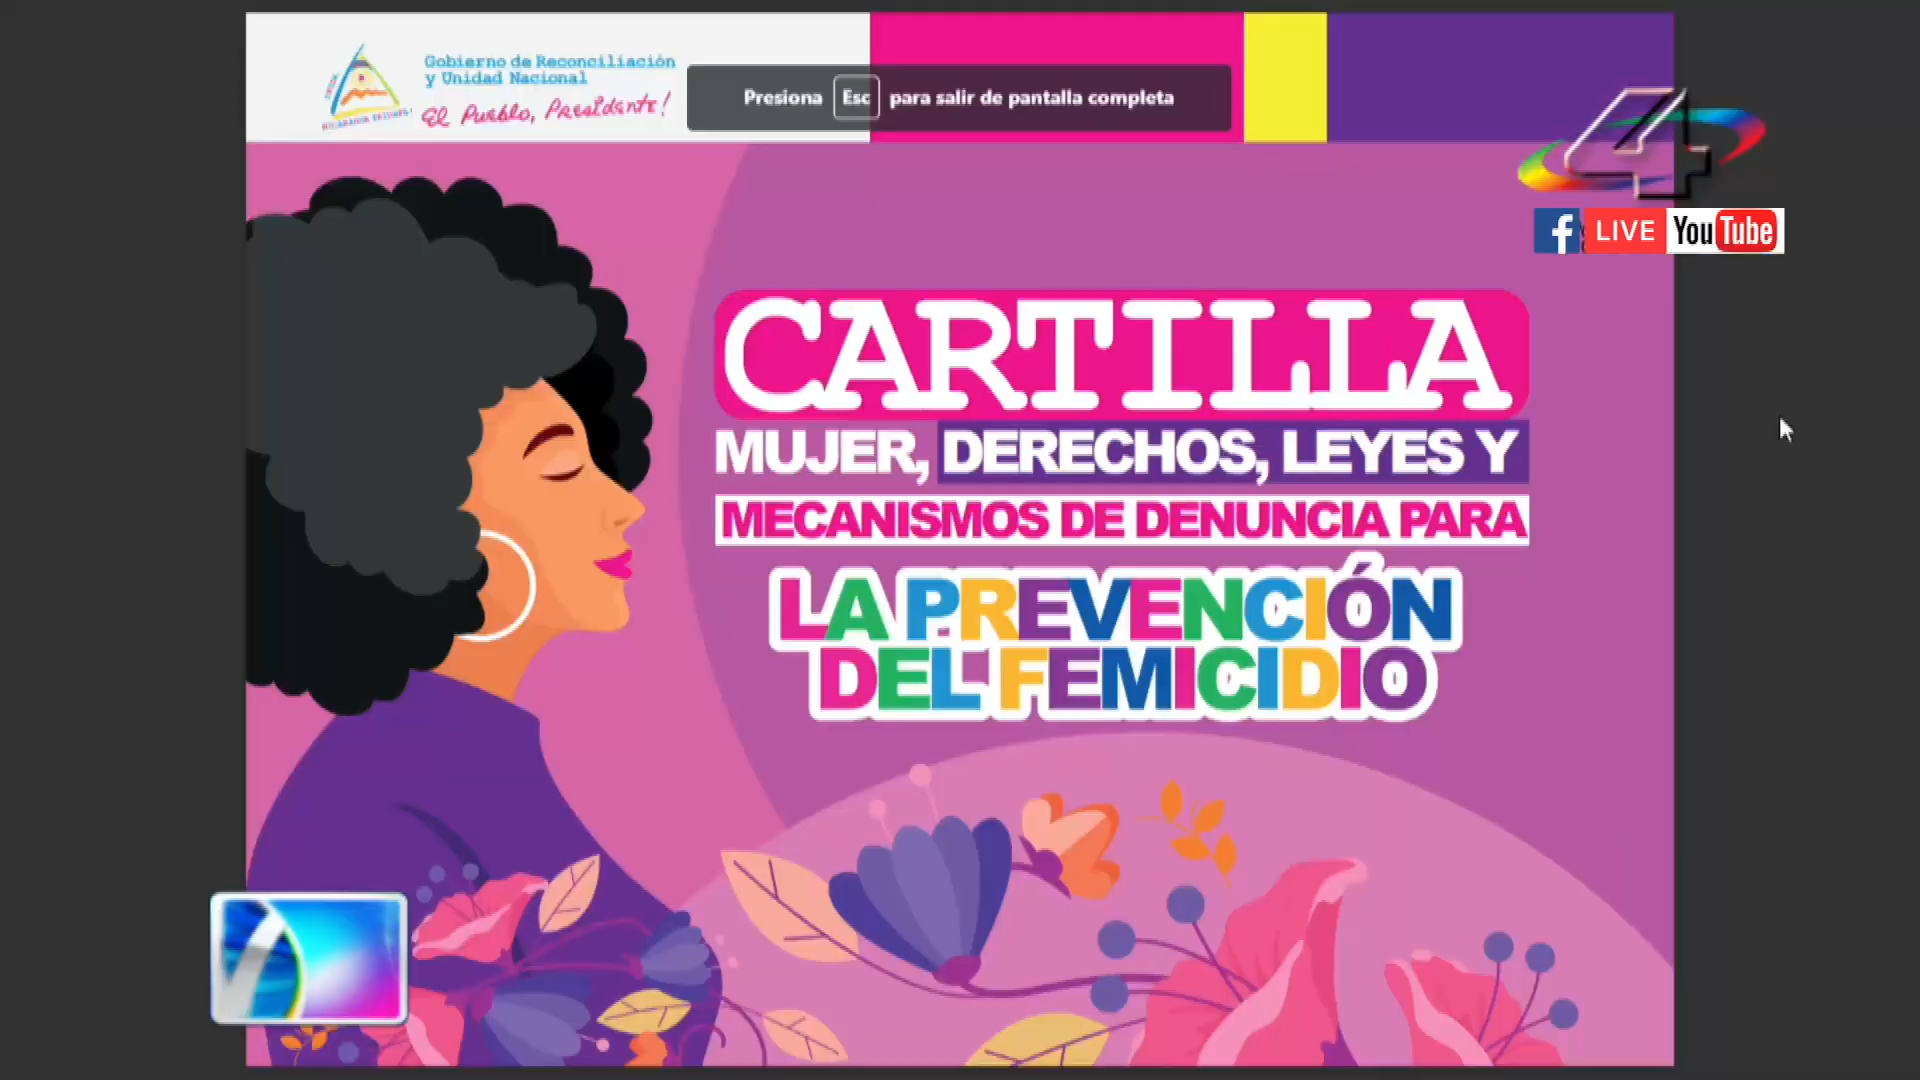 Gobierno de Reconciliación
y Unidad Nacional
El Pueblo, Presidente!
Presiona Esc para salir de pantalla completa
4
f LIVE YouTube
CARTILLA
MUJER, DERECHOS, LEYES Y
MECANISMOS DE DENUNCIA PARA
LA PREVENCIÓN
DEL FEMICIDIO